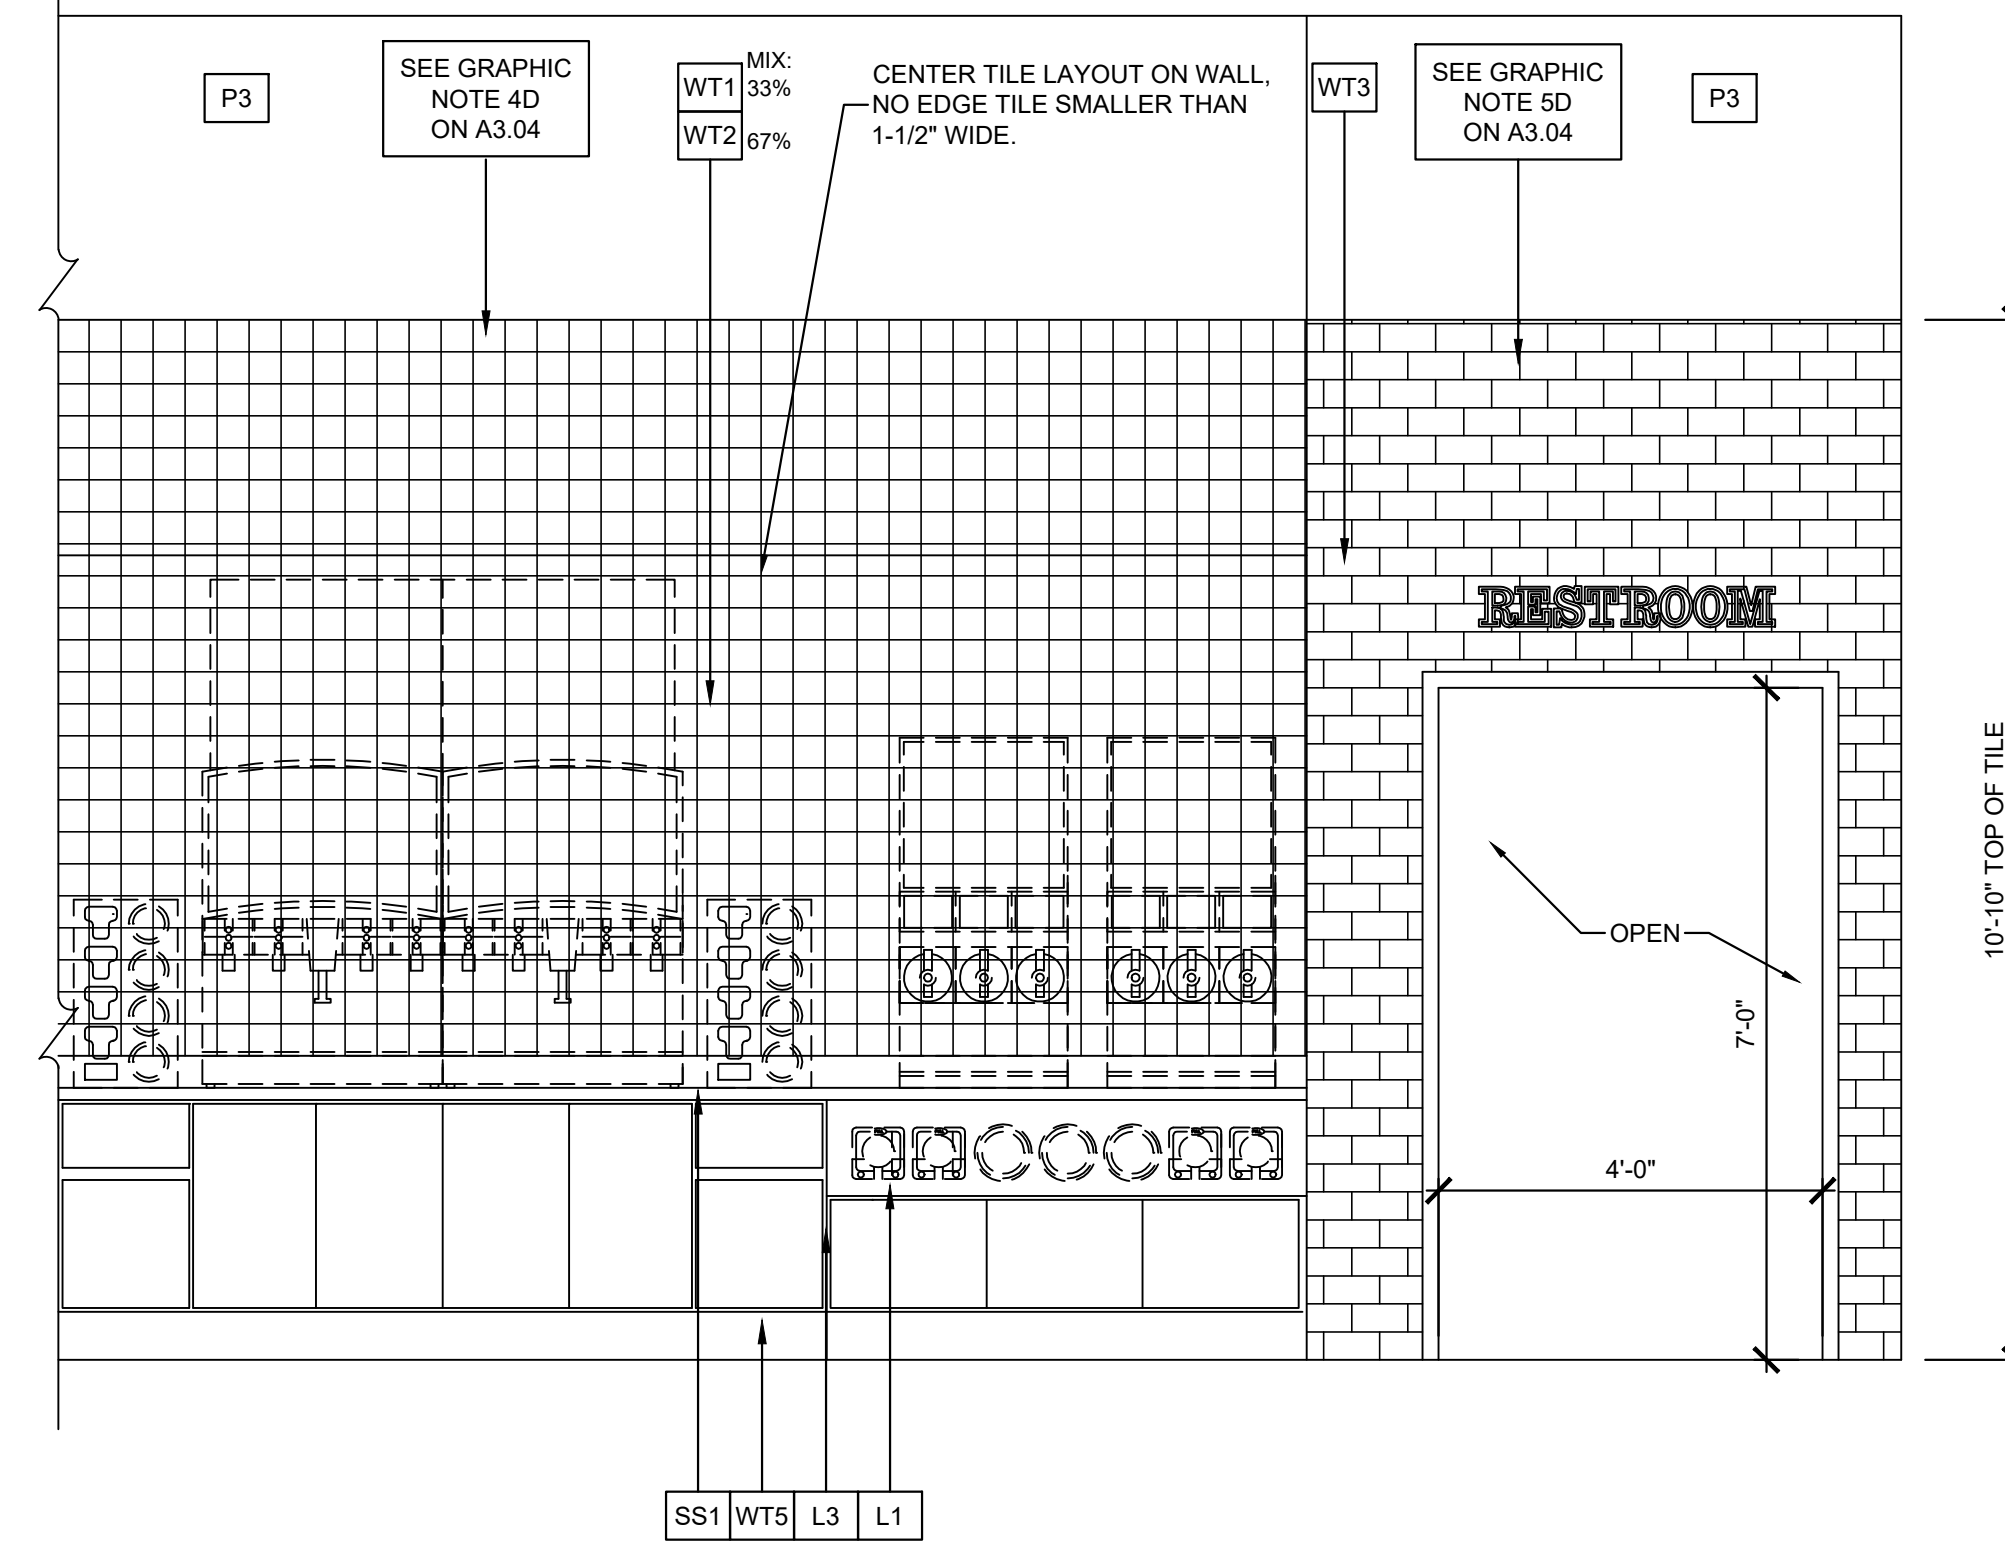 P3
SEE GRAPHIC
NOTE 4D
ON A3.04
WT1
WT2
MIX:
33%
67%
CENTER TILE LAYOUT ON WALL,
NO EDGE TILE SMALLER THAN
1-1/2" WIDE.
WT3
SEE GRAPHIC
NOTE 5D
ON A3.04
P3
RESTROOM
OPEN
7'-0"
4'-0"
10'-10" TOP OF TILE
SS1
WT5
L3
L1